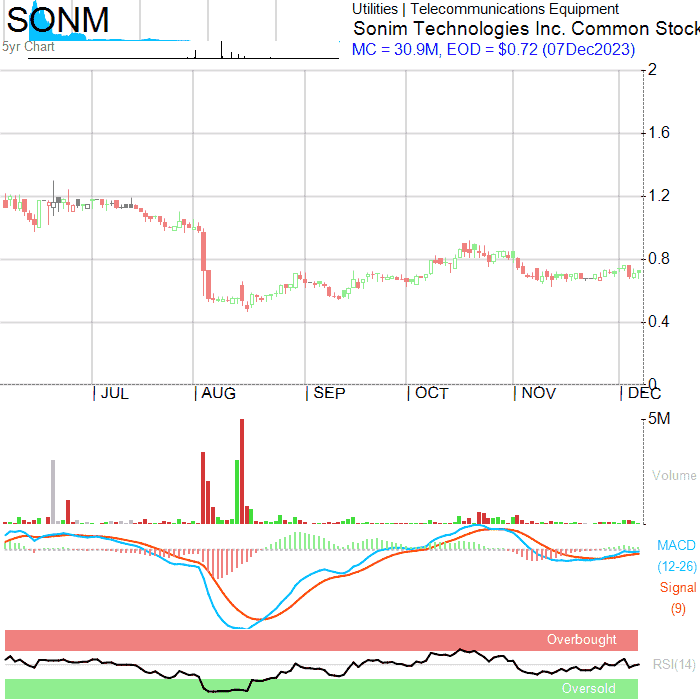 SONM
5yr Chart
Utilities | Telecommunications Equipment
Sonim Technologies Inc. Common Stock
MC = 30.9M, EOD = $0.72 (07Dec2023)
2
1.6
1.2
0.8
0.4
0
JUL AUG SEP OCT NOV DEC
5M
Volume
MACD
(12-26)
Signal
(9)
Overbought
RSI(14)
Oversold